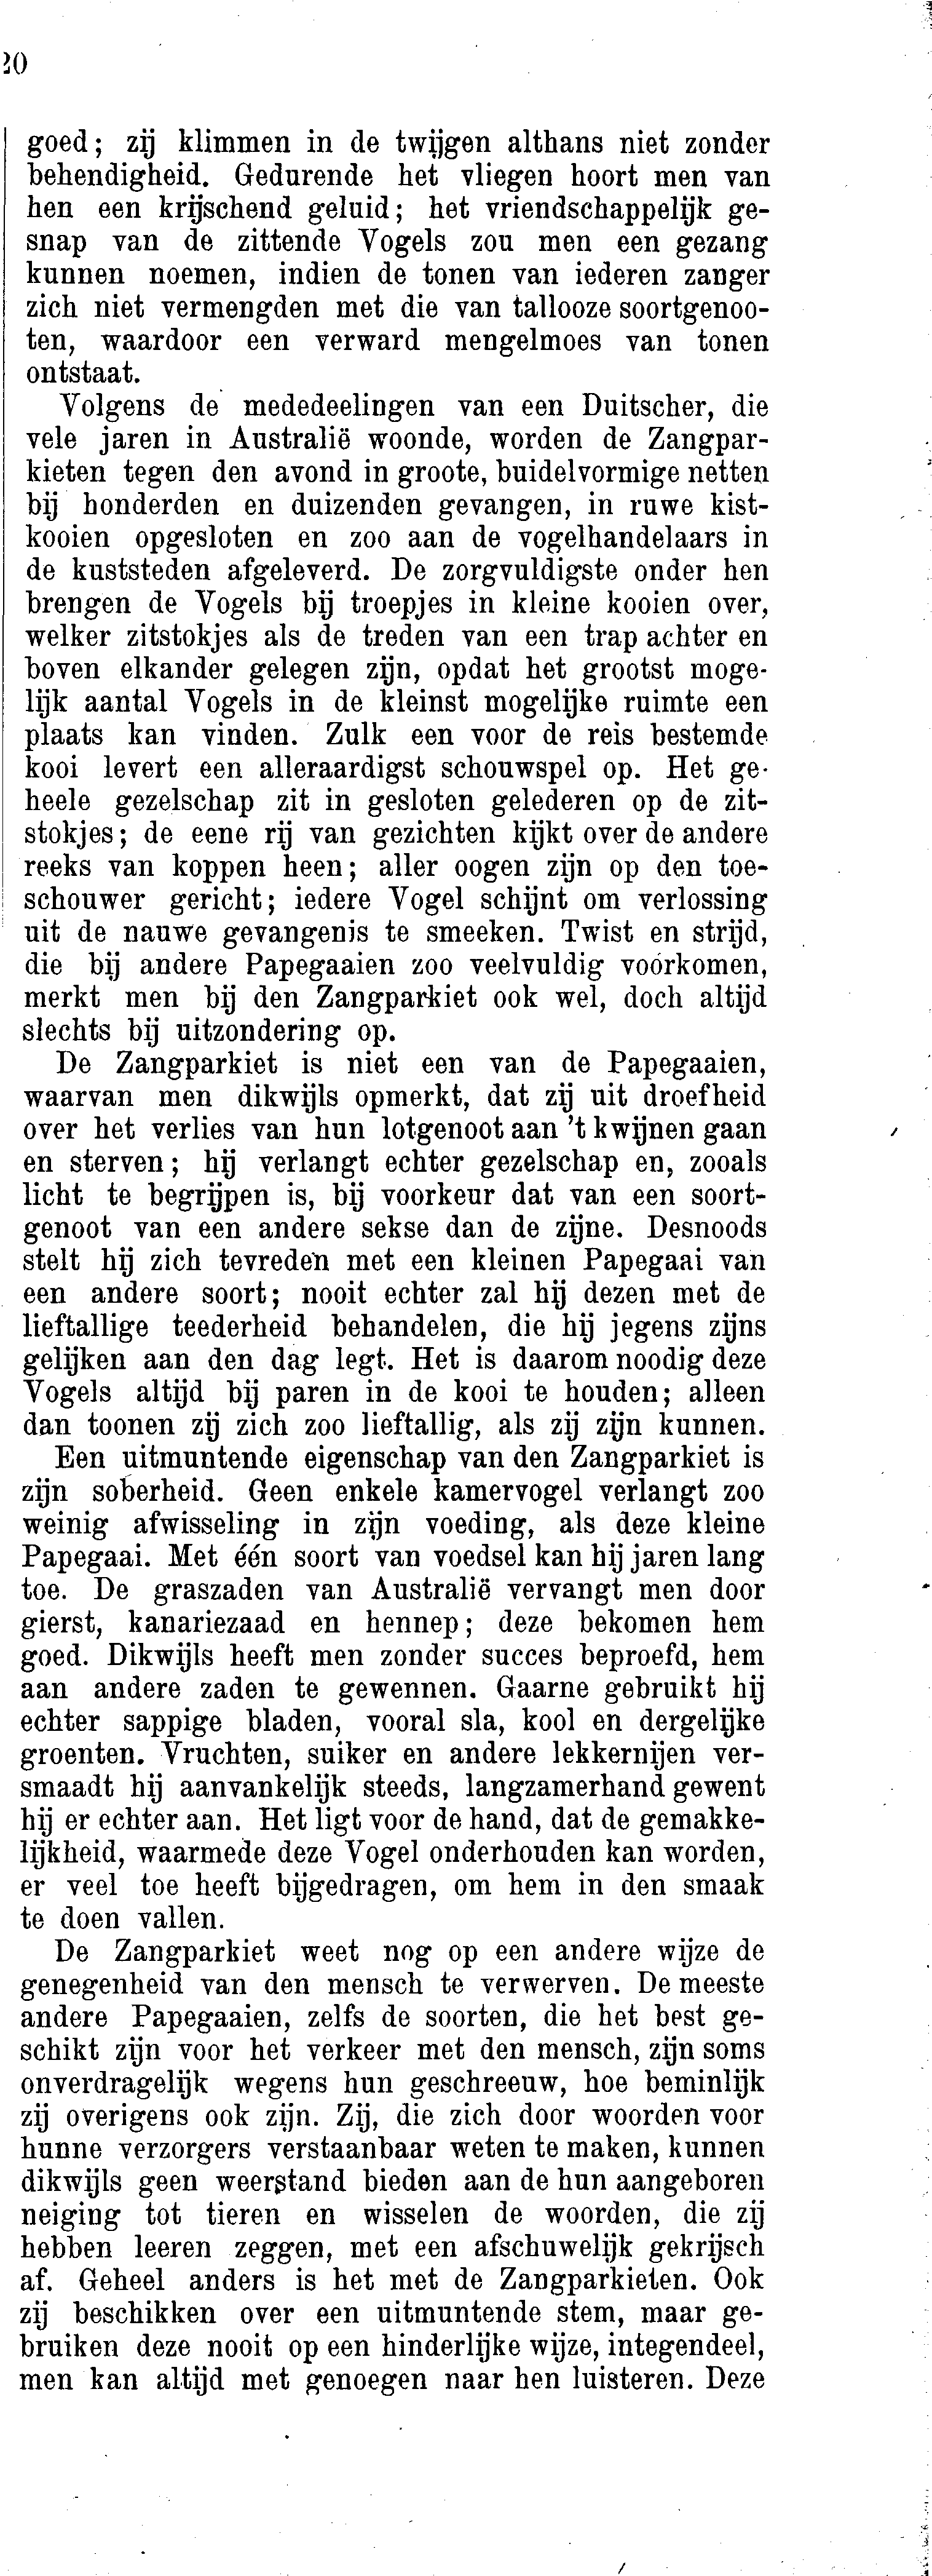 20
goed; zij klimmen in de twijgen althans niet zonder
behendigheid. Gedurende het vliegen hoort men van
hen een krijschend geluid; het vriendschappelijk ge-
snap van de zittende Vogels zou men een gezang
kunnen noemen, indien de tonen van iederen zanger
zich niet vermengden met die van tallooze soortgenoo-
ten, waardoor een verward mengelmoes van tonen
ontstaat.
Volgens de mededeelingen van een Duitscher, die
vele jaren in Australië woonde, worden de Zangpar-
kieten tegen den avond in groote, buidelvormige netten
bij honderden en duizenden gevangen, in ruwe kist-
kooien opgesloten en zoo aan de vogelhandelaars in
de kuststeden afgeleverd. De zorgvuldigste onder hen
brengen de Vogels bij troepjes in kleine kooien over,
welker zitstokjes als de treden van een trap achter en
boven elkander gelegen zijn, opdat het grootst moge-
lijk aantal Vogels in de kleinst mogelijke ruimte een
plaats kan vinden. Zulk een voor de reis bestemde
kooi levert een alleraardigst schouwspel op. Het ge-
heele gezelschap zit in gesloten gelederen op de zit-
stokjes; de eene rij van gezichten kijkt over de andere
reeks van koppen heen; aller oogen zijn op den toe-
schouwer gericht; iedere Vogel schijnt om verlossing
uit de nauwe gevangenis te smeeken. Twist en strijd,
die bij andere Papegaaien zoo veelvuldig voorkomen,
merkt men bij den Zangparkiet ook wel, doch altijd
slechts bij uitzondering op.
De Zangparkiet is niet een van de Papegaaien,
waarvan men dikwijls opmerkt, dat zij uit droefheid
over het verlies van hun lotgenoot aan 't kwijnen gaan
en sterven; hij verlangt echter gezelschap en, zooals
licht te begrijpen is, bij voorkeur dat van een soort-
genoot van een andere sekse dan de zijne. Desnoods
stelt hij zich tevreden met een kleinen Papegaai van
een andere soort; nooit echter zal hij dezen met de
lieftallige teederheid behandelen, die hij jegens zijns
gelijken aan den dag legt. Het is daarom noodig deze
Vogels altijd bij paren in de kooi te houden; alleen
dan toonen zij zich zoo lieftallig, als zij zijn kunnen.
Een uitmuntende eigenschap van den Zangparkiet is
zijn soberheid. Geen enkele kamervogel verlangt zoo
weinig afwisseling in zijn voeding, als deze kleine
Papegaai. Met één soort van voedsel kan hij jaren lang
toe. De graszaden van Australië vervangt men door
gierst, kanariezaad en hennep; deze bekomen hem
goed. Dikwijls heeft men zonder succes beproefd, hem
aan andere zaden te gewennen. Gaarne gebruikt hij
echter sappige bladen, vooral sla, kool en dergelijke
groenten. Vruchten, suiker en andere lekkernijen ver-
smaadt hij aanvankelijk steeds, langzamerhand gewent
hij er echter aan. Het ligt voor de hand, dat de gemakke-
lijkheid, waarmede deze Vogel onderhouden kan worden,
er veel toe heeft bijgedragen, om hem in den smaak
te doen vallen.
De Zangparkiet weet nog op een andere wijze de
genegenheid van den mensch te verwerven. De meeste
andere Papegaaien, zelfs de soorten, die het best ge-
schikt zijn voor het verkeer met den mensch, zijn soms
onverdragelijk wegens hun geschreeuw, hoe beminlijk
zij overigens ook zijn. Zij, die zich door woorden voor
hunne verzorgers verstaanbaar weten te maken, kunnen
dikwijls geen weerstand bieden aan de hun aangeboren
neiging tot tieren en wisselen de woorden, die zij
hebben leeren zeggen, met een afschuwelijk gekrijsch
af. Geheel anders is het met de Zangparkieten. Ook
zij beschikken over een uitmuntende stem, maar ge-
bruiken deze nooit op een hinderlijke wijze, integendeel,
men kan altijd met genoegen naar hen luisteren. Deze